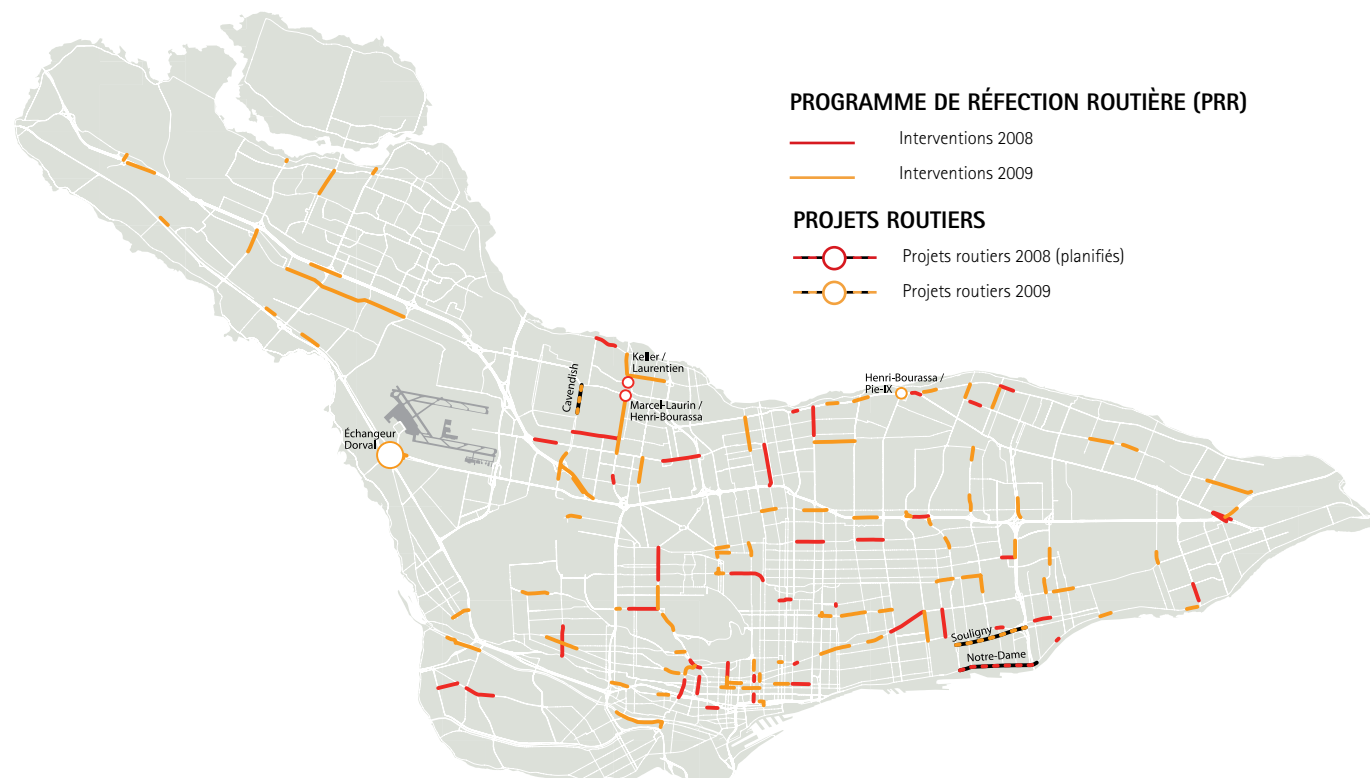 PROGRAMME DE RÉFECTION ROUTIÈRE (PRR)
Interventions 2008
Interventions 2009
PROJETS ROUTIERS
Projets routiers 2008 (planifiés)
Projets routiers 2009
Keller /
Laurentien
Cavendish
Marcel-Laurin /
Henri-Bourassa
Henri-Bourassa /
Pie-IX
Échangeur
Dorval
Souligny
Notre-Dame